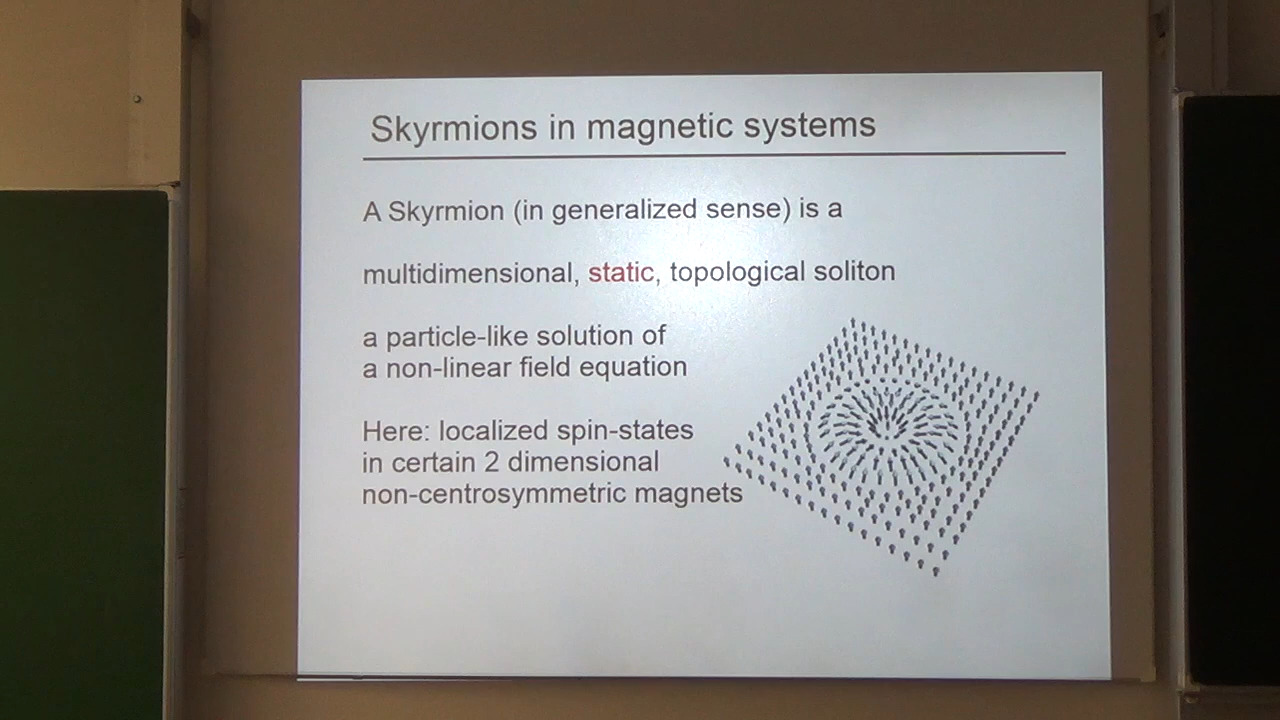 Skyrmions in magnetic systems
A Skyrmion (in generalized sense) is a
multidimensional, static, topological soliton
a particle-like solution of
a non-linear field equation
Here: localized spin-states
in certain 2 dimensional
non-centrosymmetric magnets